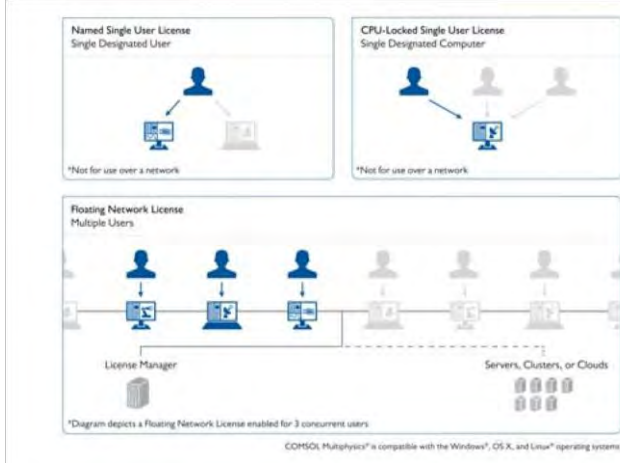 Named Single User License
Single Designated User
*Not for use over a network
CPU-Locked Single User License
Single Designated Computer
*Not for use over a network
Floating Network License
Multiple Users
License Manager
Servers, Clusters, or Clouds
*Diagram depicts a Floating Network License enabled for 3 concurrent users
COMSOL Multiphysics® is compatible with the Windows®, OS X, and Linux® operating systems